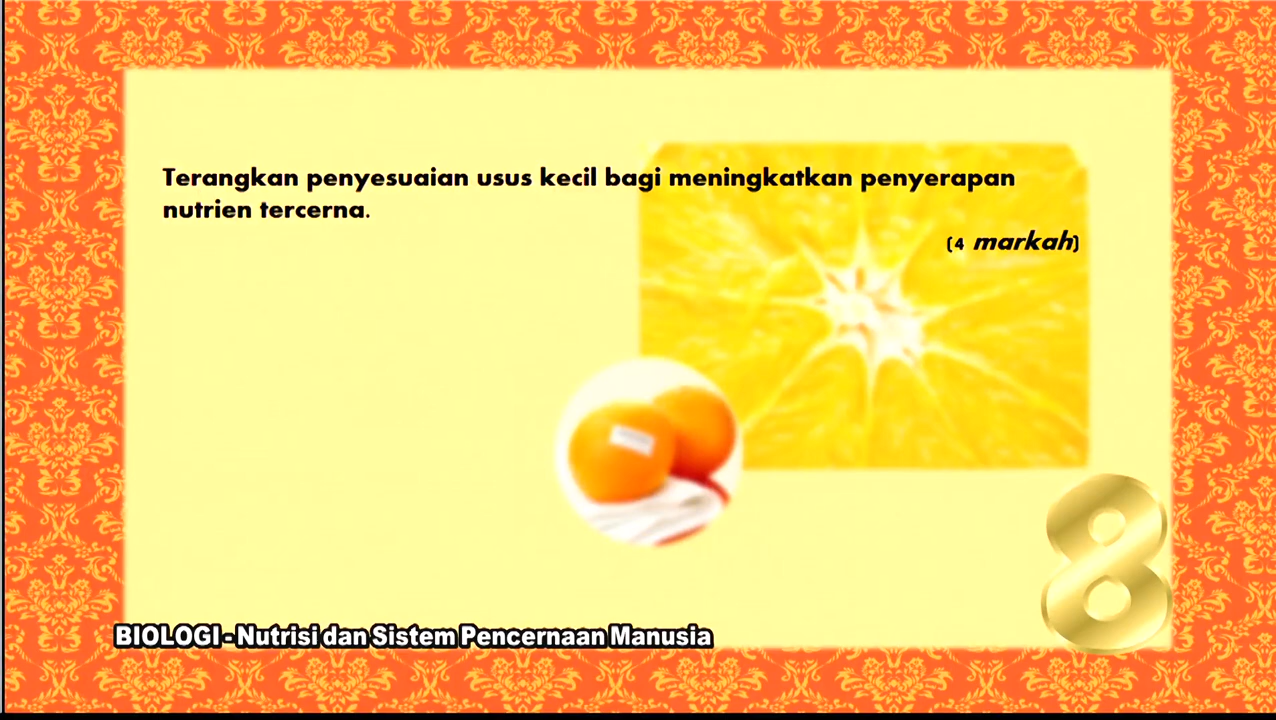 Terangkan penyesuaian usus kecil bagi meningkatkan penyerapan
nutrien tercerna.
(4 markah)
8
BIOLOGI - Nutrisi dan Sistem Pencernaan Manusia